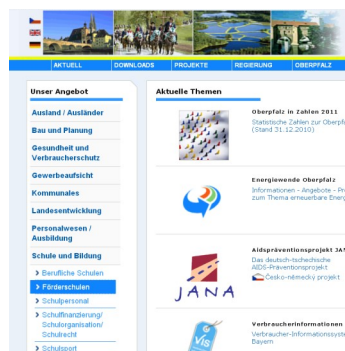 AKTUELL DOWNLOADS PROJEKTE REGIERUNG OBERPFALZ
Unser Angebot
Ausland / Ausländer
Bau und Planung
Gesundheit und
Verbraucherschutz
Gewerbeaufsicht
Kommunales
Landesentwicklung
Personalwesen /
Ausbildung
Schule und Bildung
Berufliche Schulen
Förderschulen
Schulpersonal
Schulfinanzierung/
Schulorganisation/
Schulrecht
Schulsport
Aktuelle Themen
Oberpfalz in Zahlen 2011
Statistische Zahlen zur Oberpf
(Stand 31.12.2010)
Energiewende Oberpfalz
Informationen - Angebote - Pr
zum Thema erneuerbare Energ
JANA
Aidspräventionsprojekt JA
Das deutsch-tschechische
AIDS-Präventionsprojekt
Česko-německý projekt
VIS
Verbraucherinformationen
Verbraucher-Informationssyst
Bayern